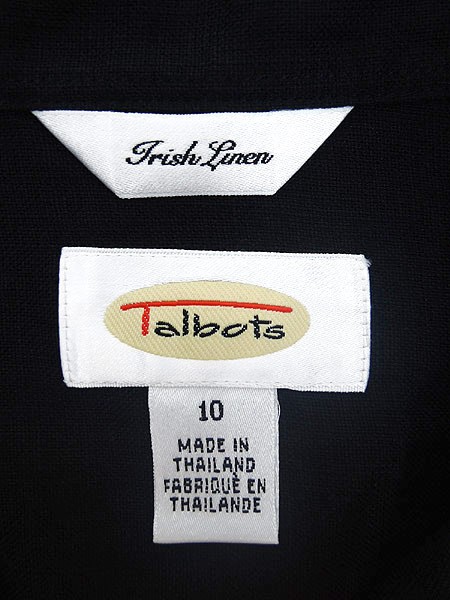 Irish Linen
Talbots
10
MADE IN
THAILAND
FABRIQUÉ EN
THAILANDE